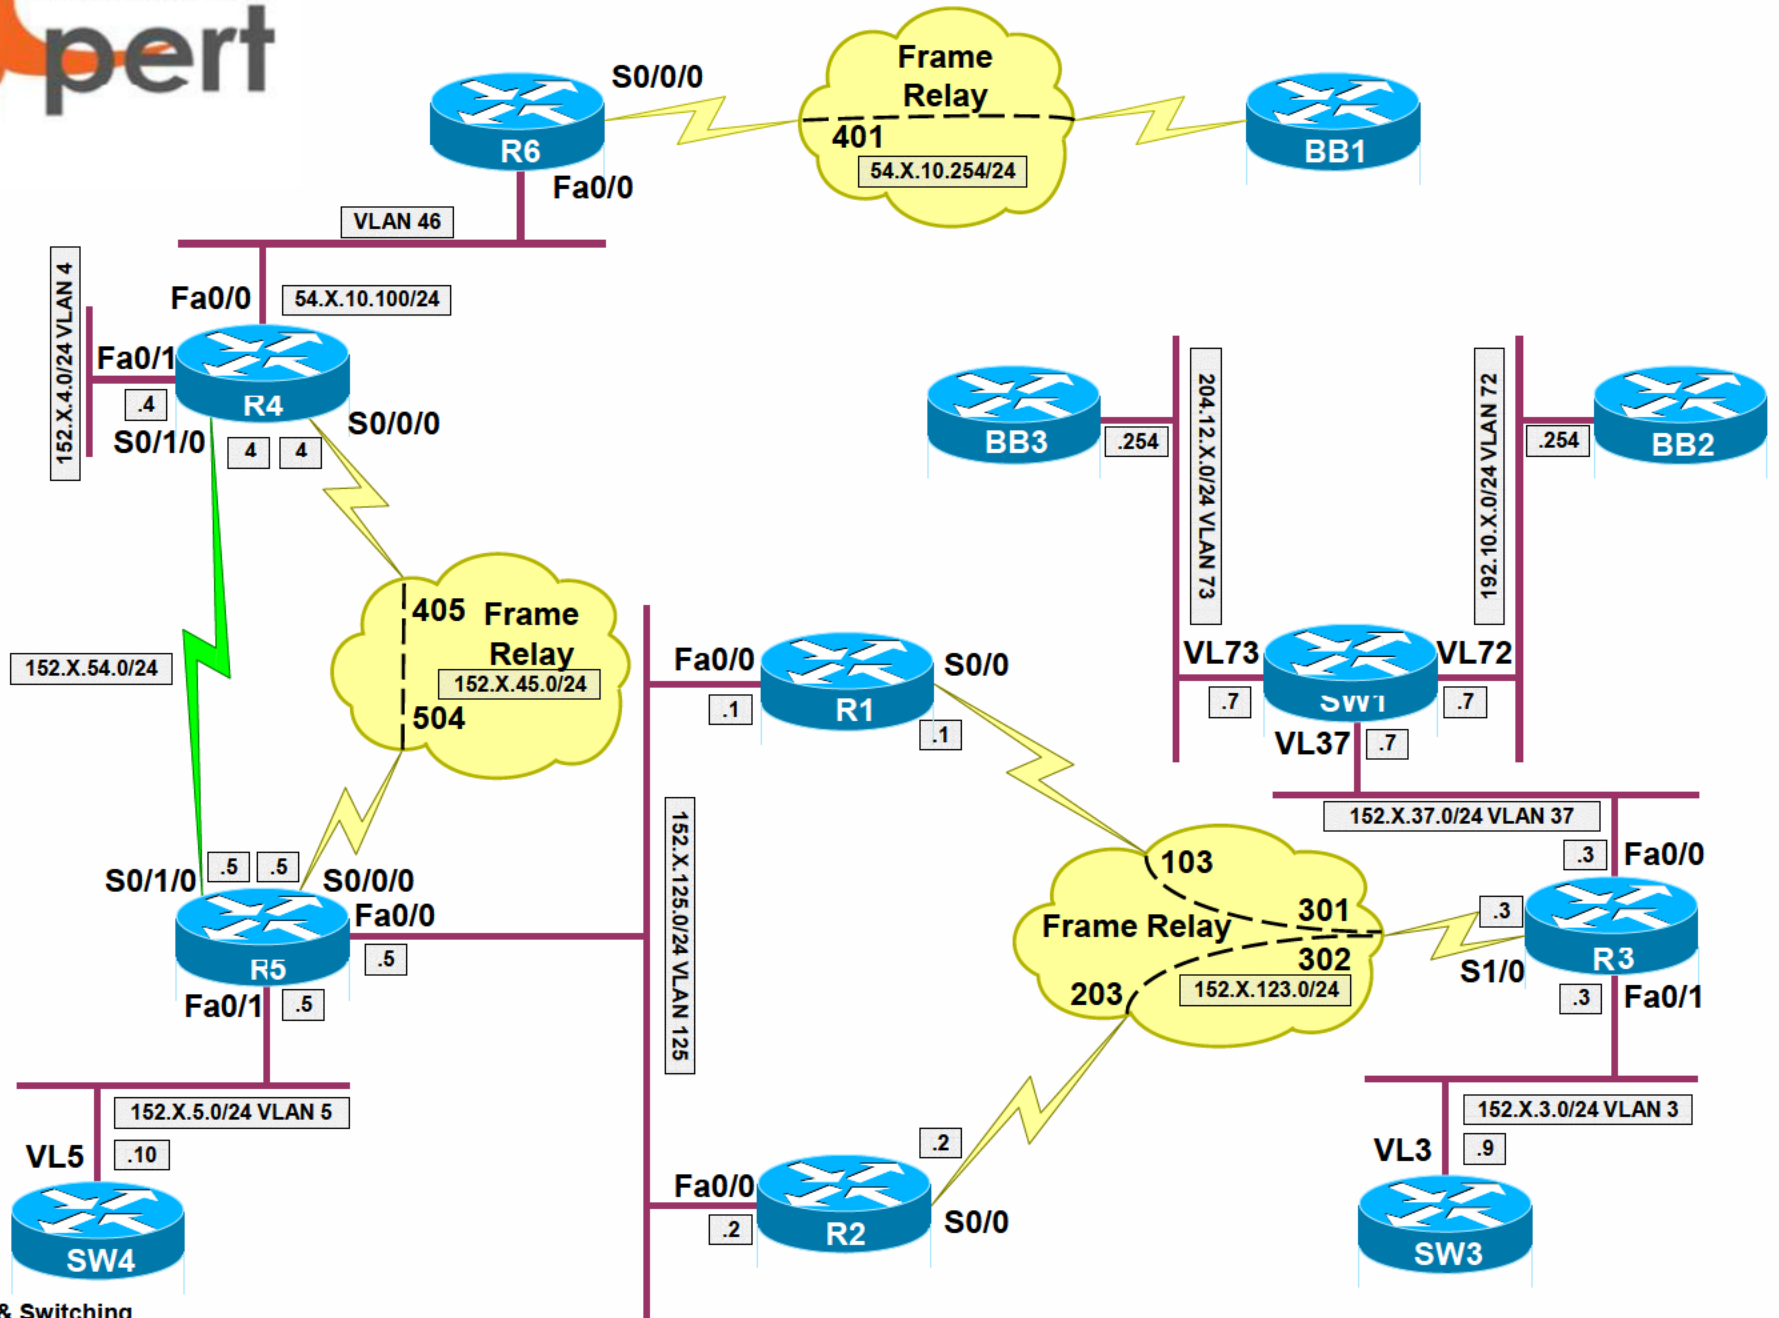 pert
S0/0/0
Frame
Relay
401
54.X.10.254/24
R6
BB1
Fa0/0
VLAN 46
152.X.4.0/24 VLAN 4
Fa0/0
54.X.10.100/24
Fa0/1
.4
R4
S0/1/0
4
4
S0/0/0
BB3
.254
204.12.X.0/24 VLAN 73
192.10.X.0/24 VLAN 72
.254
BB2
152.X.54.0/24
405
Frame
Relay
152.X.45.0/24
504
Fa0/0
.1
R1
S0/0
.1
VL73
.7
SW1
VL72
.7
VL37
.7
152.X.37.0/24 VLAN 37
.3
Fa0/0
152.X.125.0/24 VLAN 125
103
301
Frame Relay
302
203
152.X.123.0/24
.3
S1/0
R3
.3
Fa0/1
S0/1/0
.5
.5
S0/0/0
Fa0/0
.5
R5
Fa0/1
.5
152.X.5.0/24 VLAN 5
VL5
.10
SW4
Fa0/0
.2
R2
.2
S0/0
152.X.3.0/24 VLAN 3
VL3
.9
SW3
& Switching